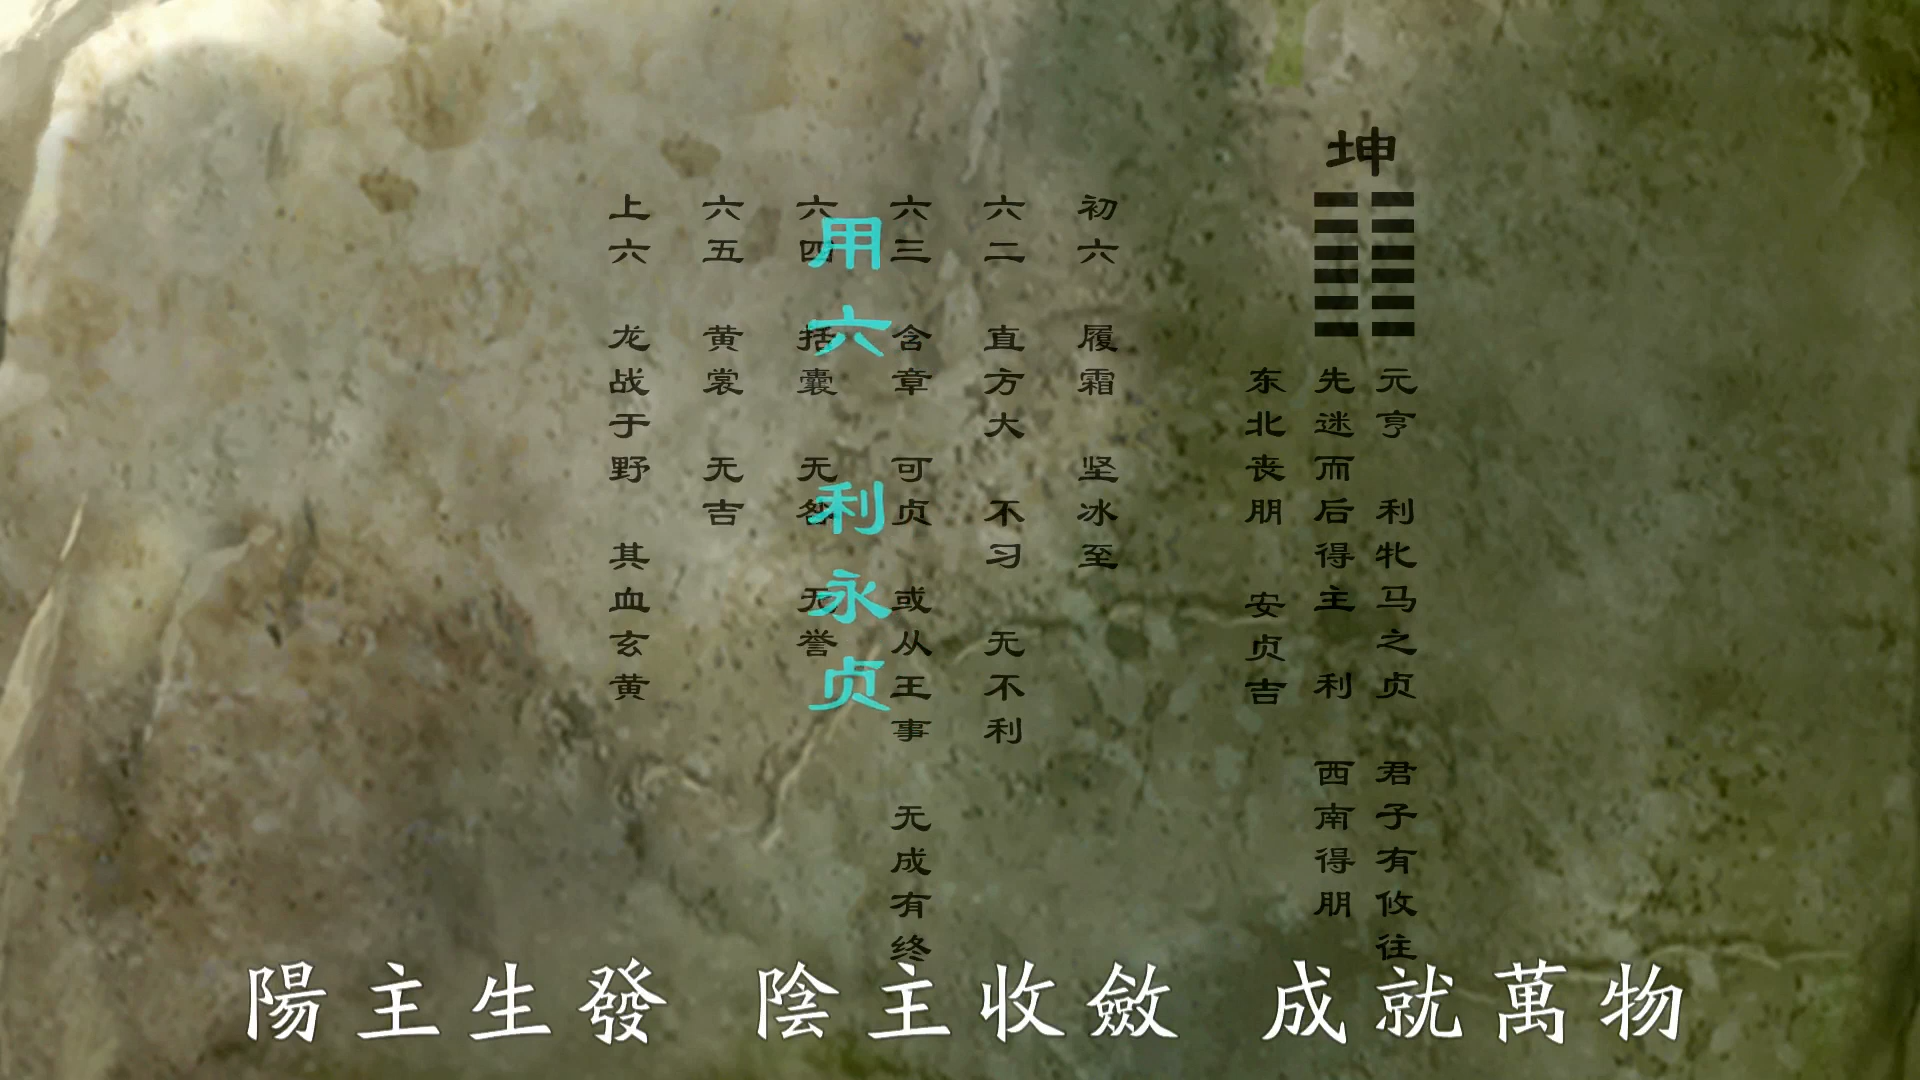 坤
元亨 利牝马之贞 君子有攸往
先迷而后得主 利 西南得朋
东北丧朋 安贞吉
初六 履霜 坚冰至
六二 直方大 不习 无不利
六三 含章 可贞 或从王事 无成有终
六四 括囊 无咎 无誉
六五 黄裳 无吉
上六 龙战于野 其血玄黄
用六 利永贞
陽主生發 陰主收斂 成就萬物